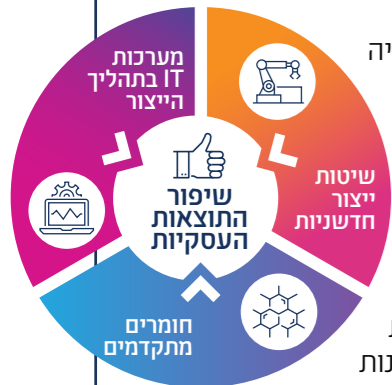 מערכות
IT בתהליך
הייצור
שיטות
ייצור
חדשניות
שיפור
התוצאות
העסקיות
חומרים
מתקדמים